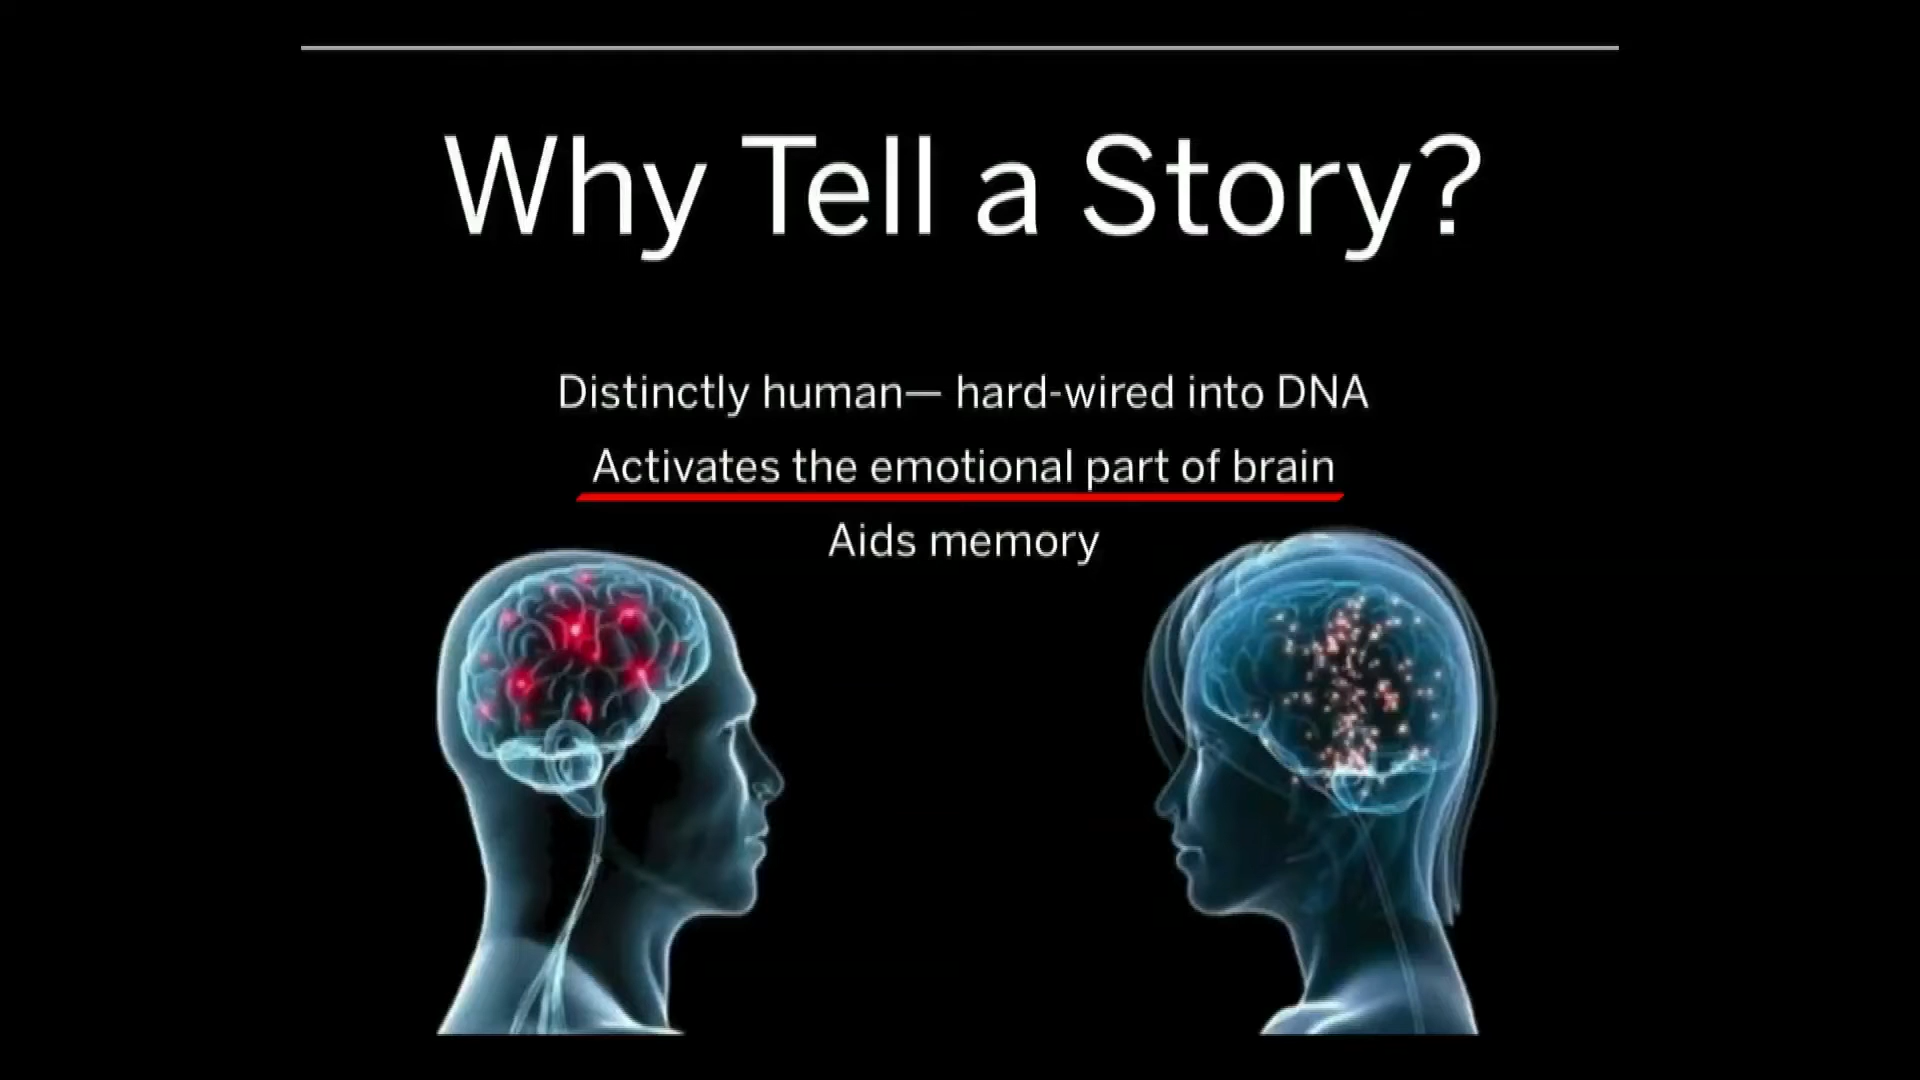 Why Tell a Story?
Distinctly human— hard-wired into DNA
Activates the emotional part of brain
Aids memory